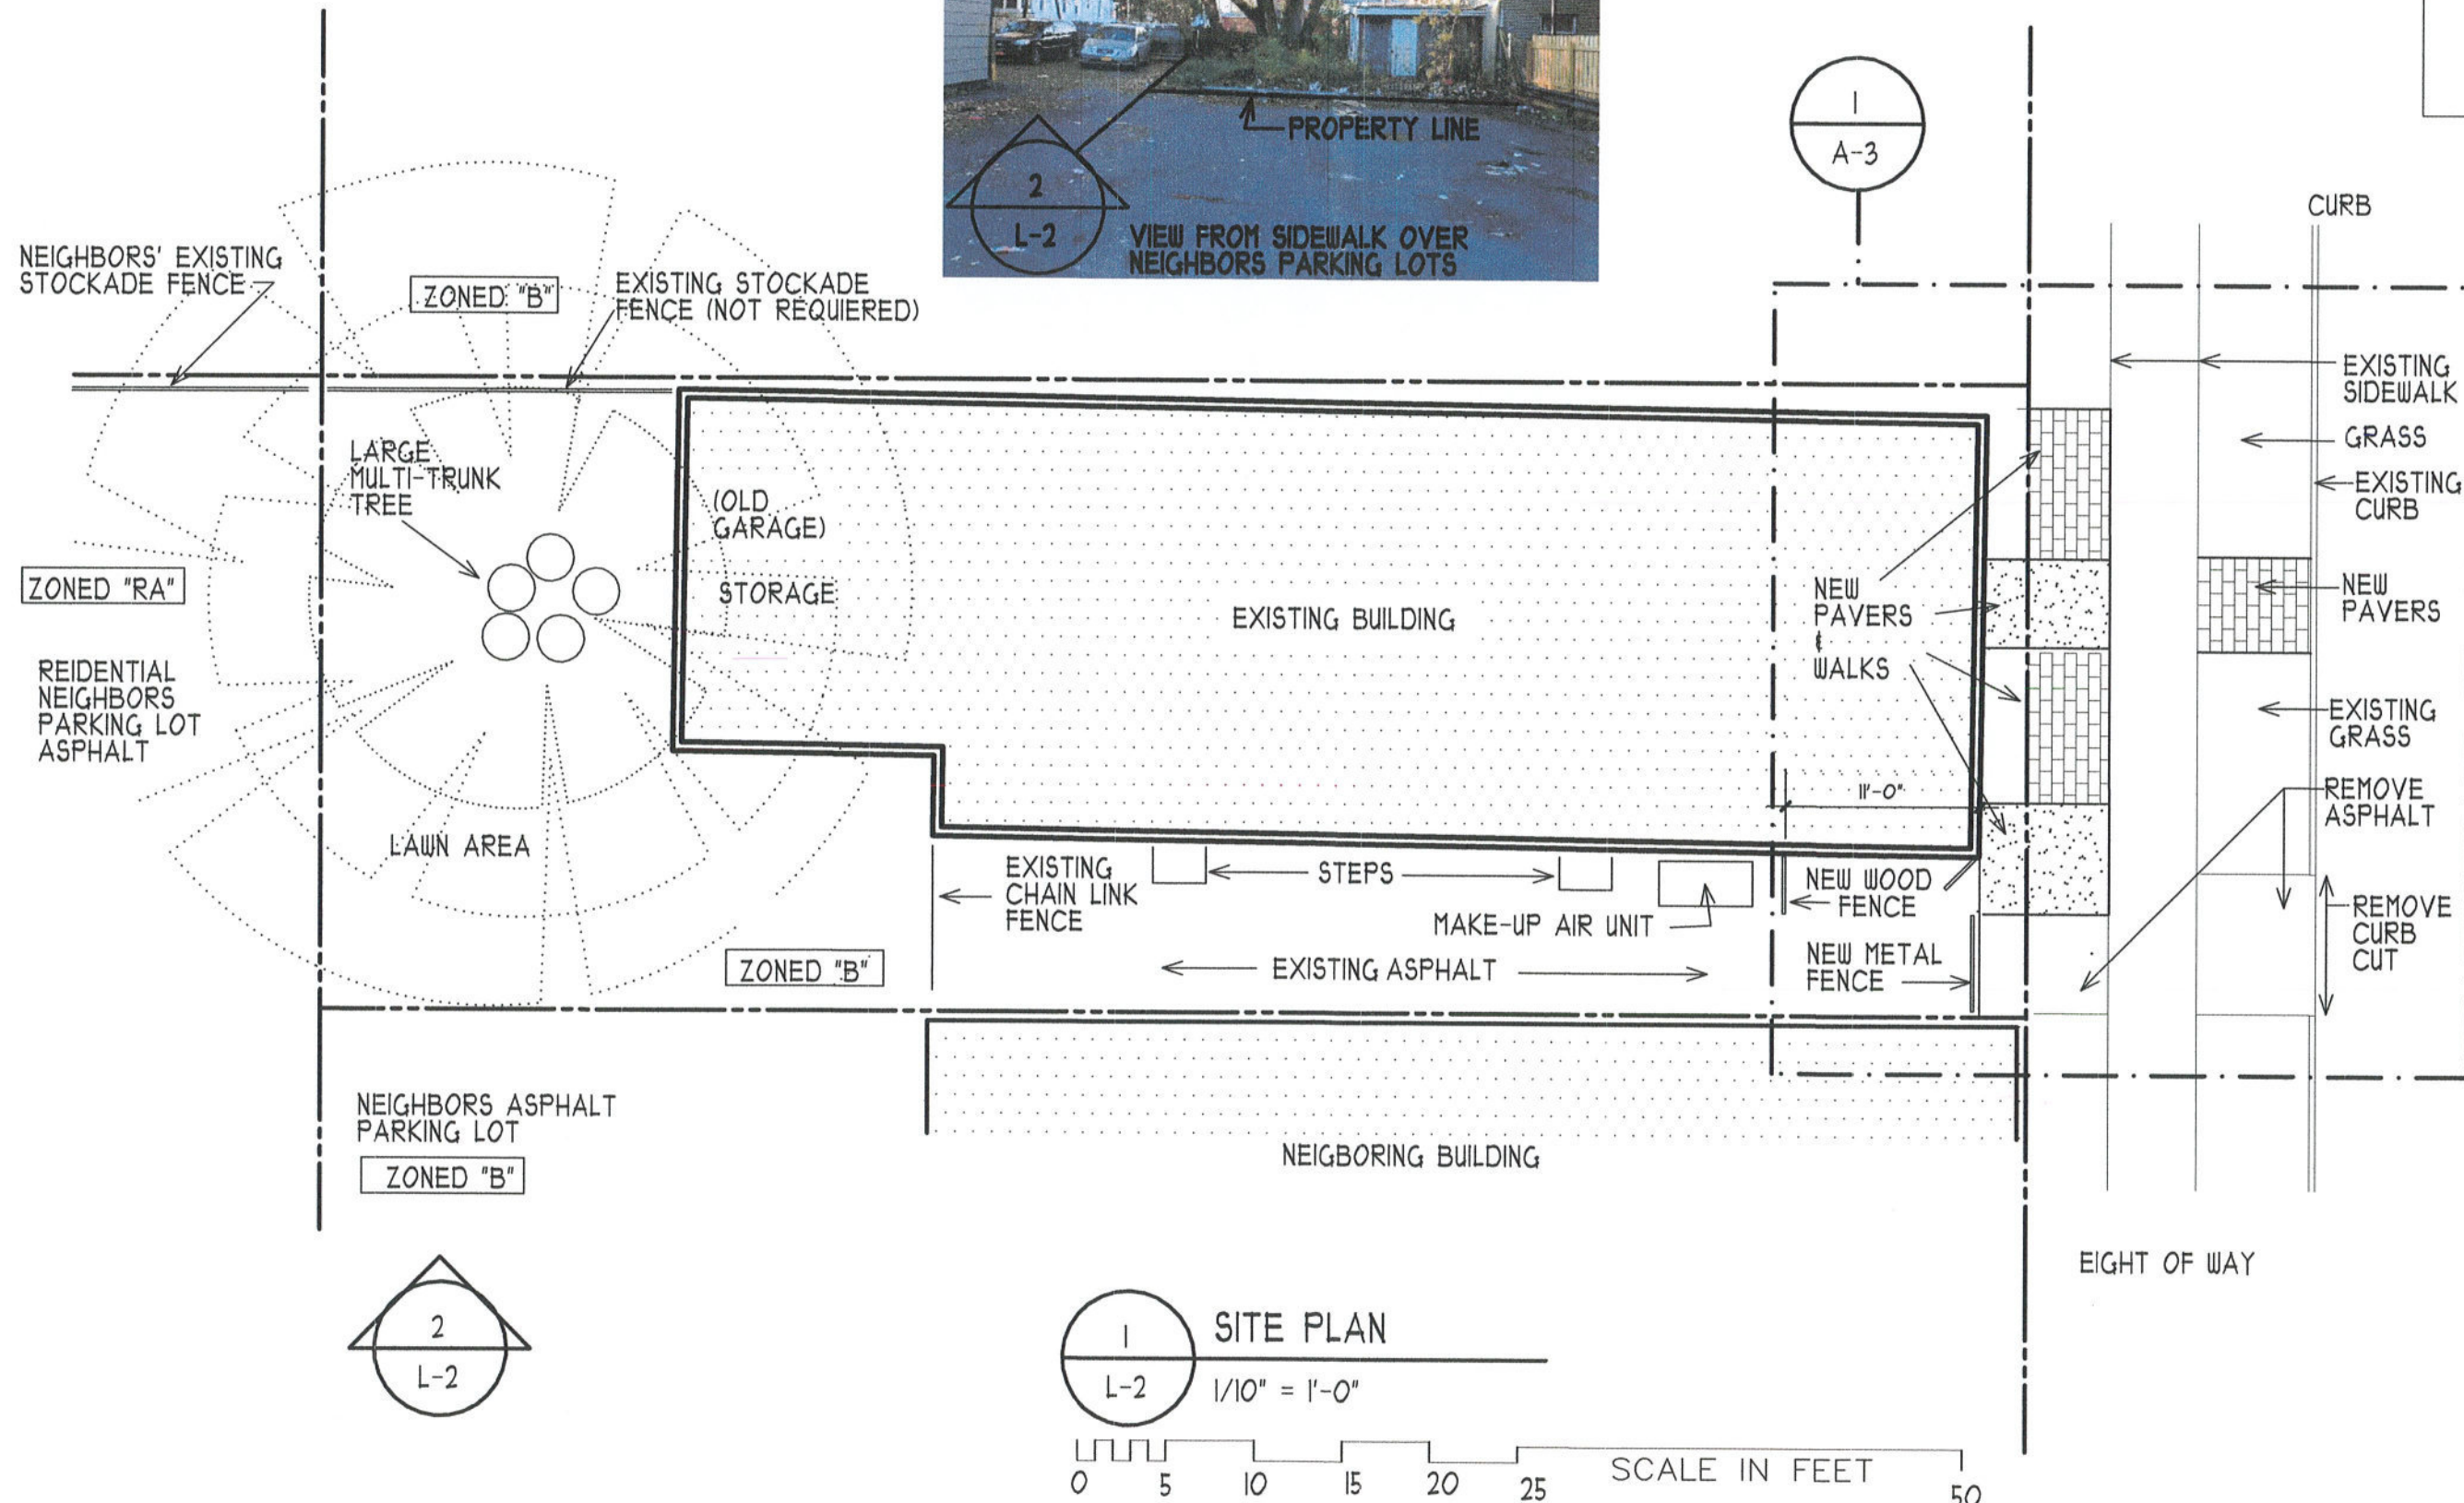 PROPERTY LINE
2
L-2
VIEW FROM SIDEWALK OVER
NEIGHBORS PARKING LOTS
1
A-3
CURB
NEIGHBORS' EXISTING
STOCKADE FENCE
ZONED "B"
EXISTING STOCKADE
FENCE (NOT REQUIERED)
EXISTING
SIDEWALK
GRASS
EXISTING
CURB
LARGE
MULTI-TRUNK
TREE
(OLD
GARAGE)
STORAGE
EXISTING BUILDING
NEW
PAVERS
&
WALKS
NEW
PAVERS
ZONED "RA"
REIDENTIAL
NEIGHBORS
PARKING LOT
ASPHALT
EXISTING
GRASS
11'-0"
REMOVE
ASPHALT
LAWN AREA
EXISTING
CHAIN LINK
FENCE
STEPS
MAKE-UP AIR UNIT
NEW WOOD
FENCE
REMOVE
CURB
CUT
ZONED "B"
EXISTING ASPHALT
NEW METAL
FENCE
NEIGHBORS ASPHALT
PARKING LOT
ZONED "B"
NEIGBORING BUILDING
EIGHT OF WAY
2
L-2
1
L-2
SITE PLAN
1/10" = 1'-0"
0 5 10 15 20 25 SCALE IN FEET 50